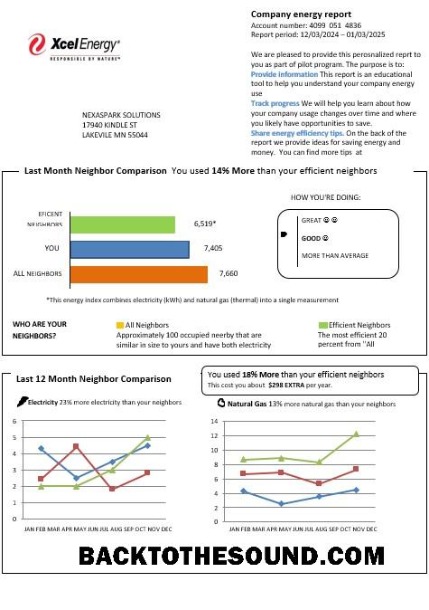 XcelEnergy®
RESPONSIBLE BY NATURE®
Company energy report
Account number: 4099 051 4836
Report period: 12/03/2024 – 01/03/2025
We are pleased to provide this persosnalized reprt to
you as part of pilot program. The purpose is to:
Provide information This report is an educational
tool to help you understand your company energy
use
Track progress We will help you learn about how
your company usage changes over time and where
you likely have opportunities to save.
Share energy efficiency tips. On the back of the
report we provide ideas for saving energy and
money. You can find more tips at
NEXASPARK SOLUTIONS
17940 KINDLE ST
LAKEVILE MN 55044
Last Month Neighbor Comparison You used 14% More than your efficient neighbors
EFICENT
NEIGHBORS
6,519*
YOU
7,405
ALL NEIGHBORS
7,660
HOW YOU'RE DOING:
GREAT
GOOD
MORE THAN AVERAGE
*This energy index combines electricity (kWh) and natural gas (thermal) into a single measurement
WHO ARE YOUR
NEIGHBORS?
All Neighbors
Approximately 100 occupied neerby that are
similar in size to yours and have both electricity
Efficient Neighbors
The most efficient 20
percent from "All
Last 12 Month Neighbor Comparison
You used 18% More than your efficient neighbors
This cost you about $298 EXTRA per year.
Electricity 23% more electricity than your neighbors
6
5
4
3
2
1
0
JAN FEB MAR APR MAY JUN JUL AUG SEP OCT NOV DEC
Natural Gas 13% more natural gas than your neighbors
14
12
10
8
6
4
2
0
JAN FEB MAR APR MAY JUN JUL AUG SEP OCT NOV DEC
BACKTOTHESOUND.COM